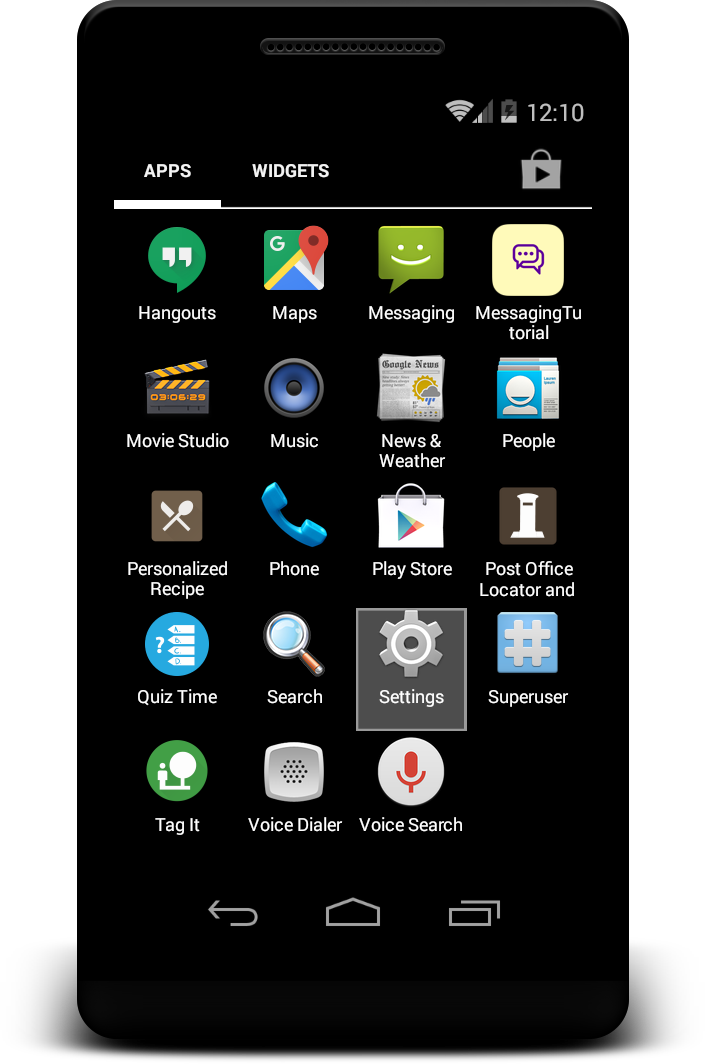 12:10
APPS WIDGETS
G
Hangouts Maps Messaging MessagingTu
torial
Google News
03:06:29
Movie Studio Music News & People
Weather
Personalized Phone Play Store Post Office
Recipe Locator and
?
A.
B.
C.
D.
#
Quiz Time Search Settings Superuser
Tag It Voice Dialer Voice Search